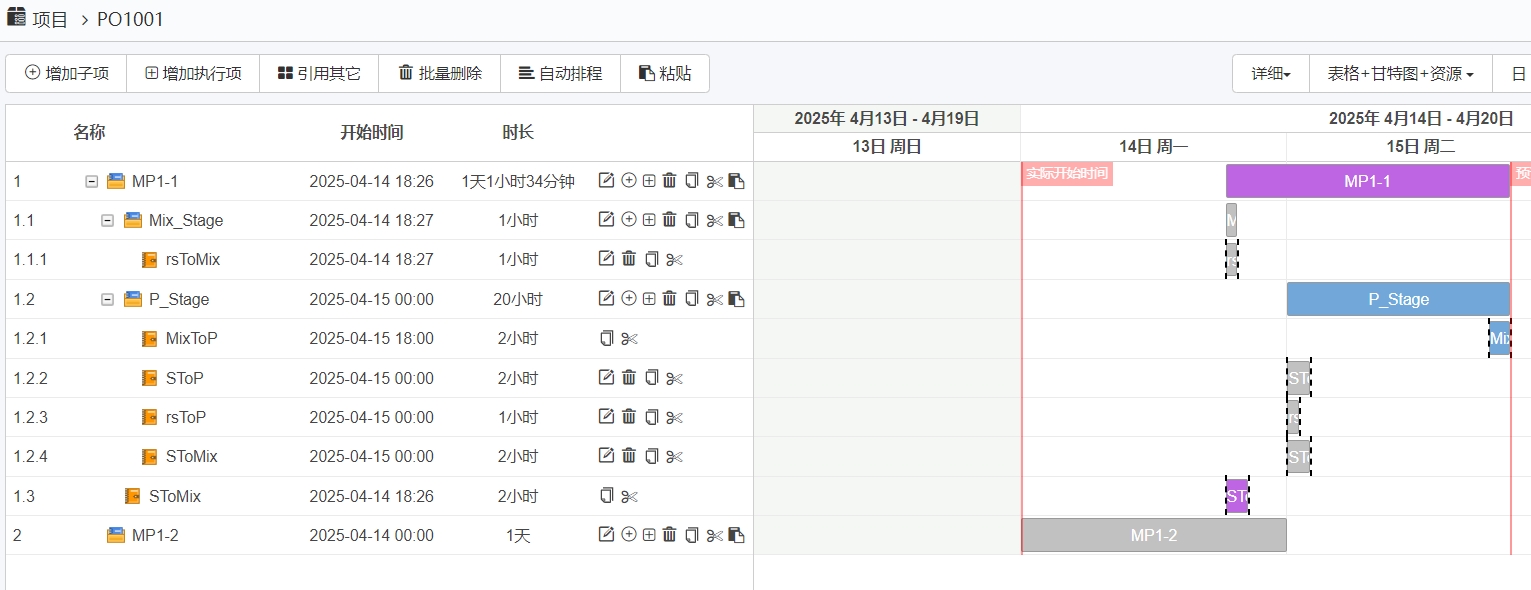 项目 > PO1001
增加子项 增加执行项 引用其它 批量删除 自动排程 粘贴 详细 表格+甘特图+资源 日
名称 开始时间 时长
2025年 4月13日 - 4月19日 2025年 4月14日 - 4月20日
13日 周日 14日 周一 15日 周二
实际开始时间 预
1 MP1-1 2025-04-14 18:26 1天1小时34分钟 MP1-1
1.1 Mix_Stage 2025-04-14 18:27 1小时 M
1.1.1 rsToMix 2025-04-14 18:27 1小时
1.2 P_Stage 2025-04-15 00:00 20小时 P_Stage
1.2.1 MixToP 2025-04-15 18:00 2小时 Mix
1.2.2 SToP 2025-04-15 00:00 2小时 STo
1.2.3 rsToP 2025-04-15 00:00 1小时
1.2.4 SToMix 2025-04-15 00:00 2小时 STo
1.3 SToMix 2025-04-14 18:26 2小时 ST
2 MP1-2 2025-04-14 00:00 1天 MP1-2